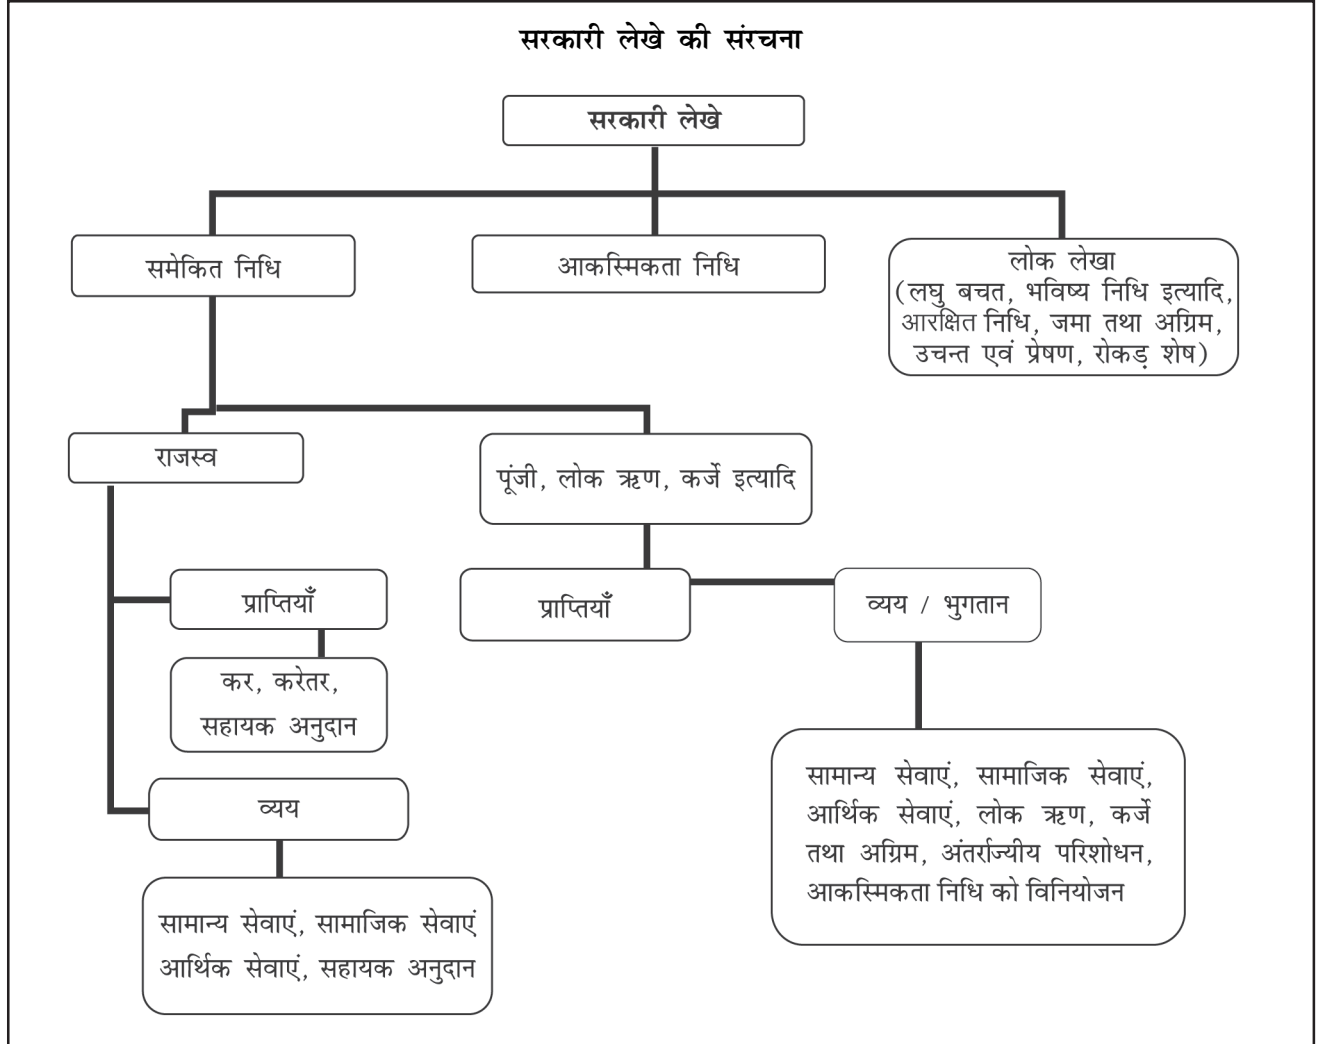 सरकारी लेखे की संरचना
सरकारी लेखे
समेकित निधि
आकस्मिकता निधि
लोक लेखा
(लघु बचत, भविष्य निधि इत्यादि,
आरक्षित निधि, जमा तथा अग्रिम,
उचन्त एवं प्रेषण, रोकड़ शेष)
राजस्व
पूंजी, लोक ऋण, कर्जे इत्यादि
प्राप्तियाँ
कर, करेतर,
सहायक अनुदान
व्यय
सामान्य सेवाएं, सामाजिक सेवाएं
आर्थिक सेवाएं, सहायक अनुदान
प्राप्तियाँ
व्यय / भुगतान
सामान्य सेवाएं, सामाजिक सेवाएं,
आर्थिक सेवाएं, लोक ऋण, कर्जे
तथा अग्रिम, अंतर्राज्यीय परिशोधन,
आकस्मिकता निधि को विनियोजन